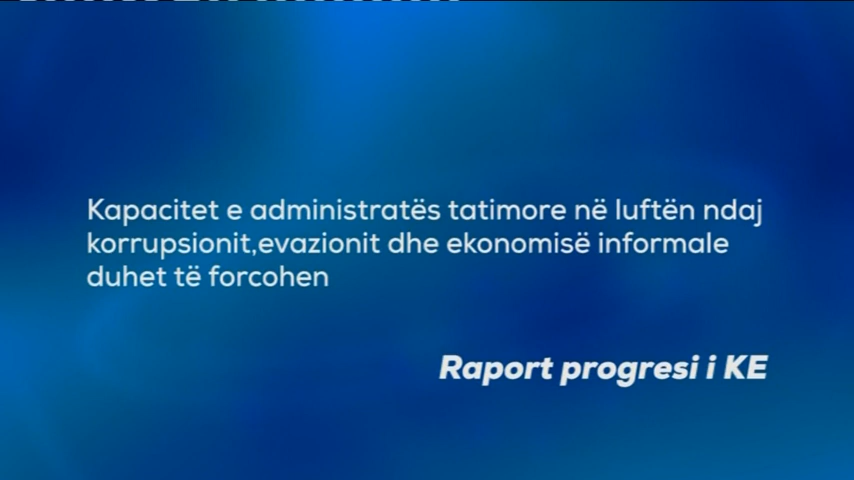 Kapacitet e administratës tatimore në luftën ndaj
korrupsionit,evazionit dhe ekonomisë informale
duhet të forcohen
Raport progresi i KE